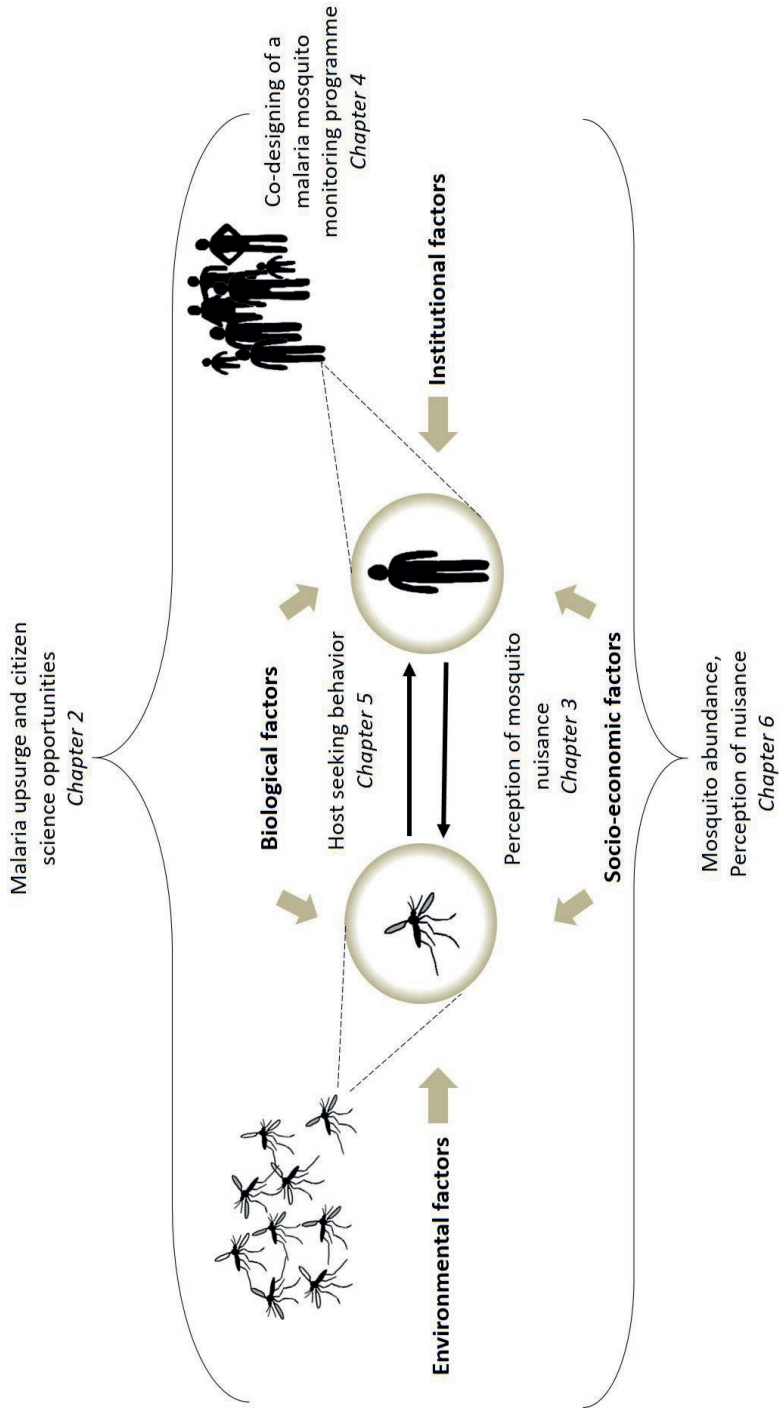 Malaria upsurge and citizen
science opportunities
Chapter 2
Co-designing of a
malaria mosquito
monitoring programme
Chapter 4
Biological factors
Host seeking behavior
Chapter 5
Environmental factors
Institutional factors
Perception of mosquito
nuisance
Chapter 3
Socio-economic factors
Mosquito abundance,
Perception of nuisance
Chapter 6